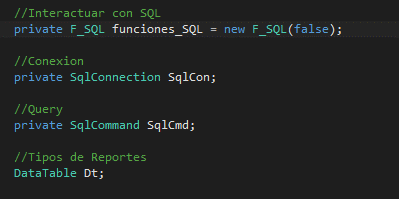 //Interactuar con SQL
private F_SQL funciones_SQL = new F_SQL(false);
//Conexion
private SqlConnection SqlCon;
//Query
private SqlCommand SqlCmd;
//Tipos de Reportes
DataTable Dt;